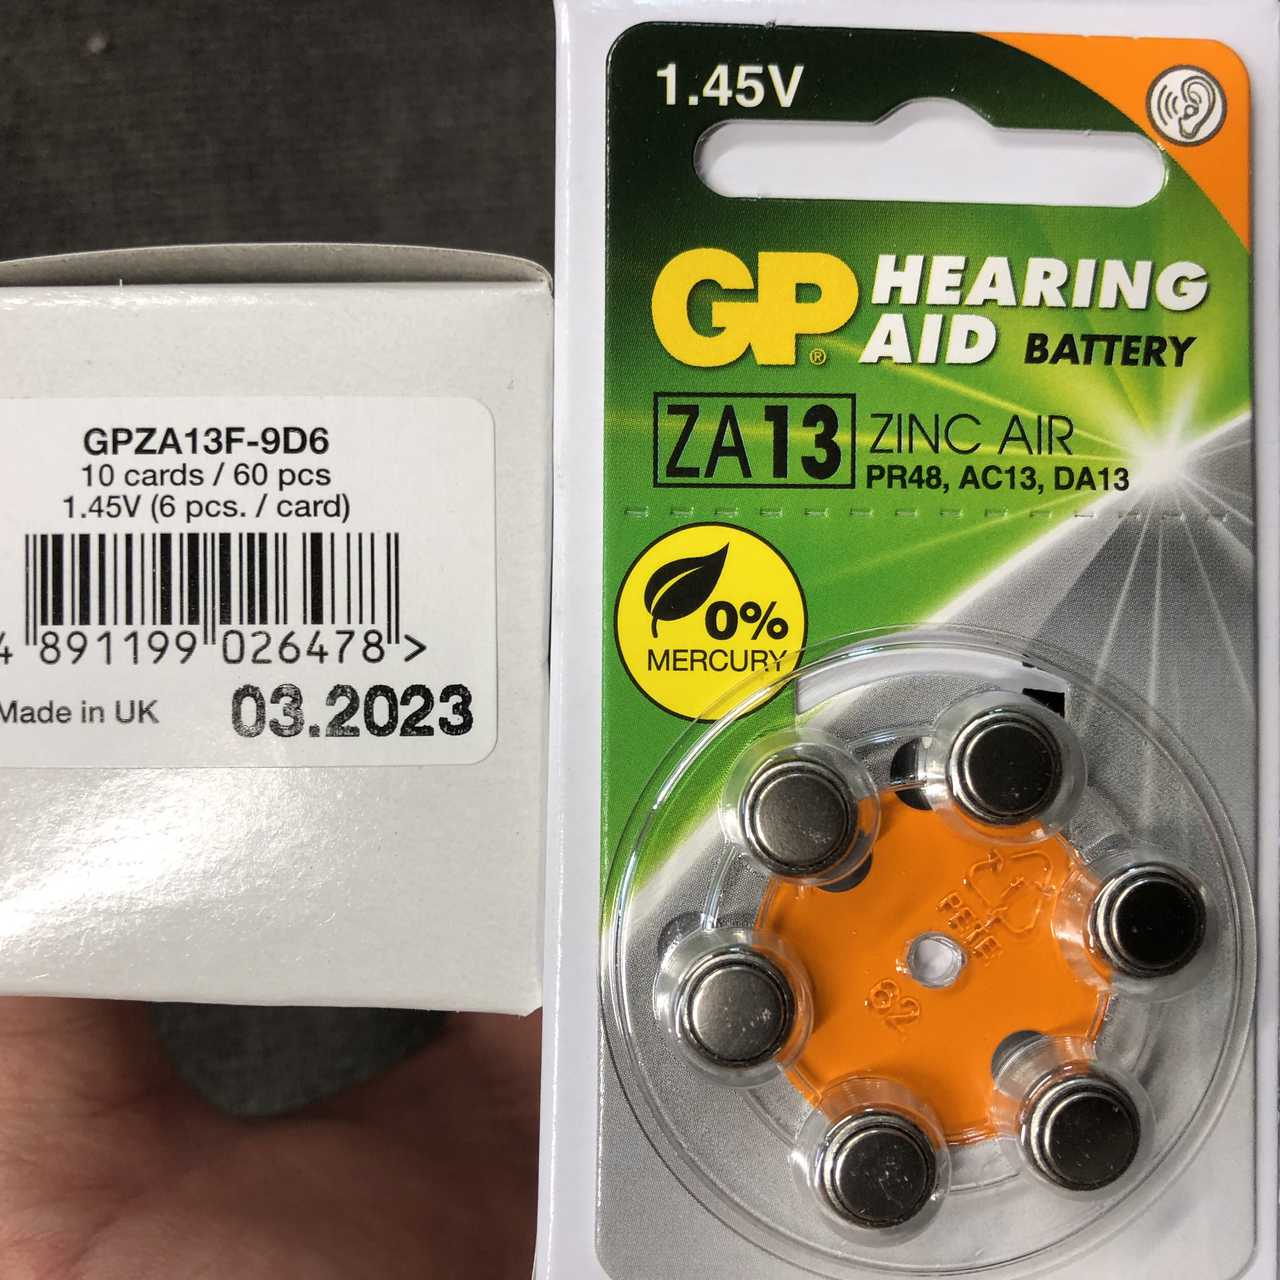 GPZA13F-9D6
10 cards / 60 pcs
1.45V (6 pcs. / card)
4 891199 026478 >
Made in UK
03.2023
1.45V
GP® HEARING
AID BATTERY
ZA13 ZINC AIR
PR48, AC13, DA13
0%
MERCURY
PETE
62